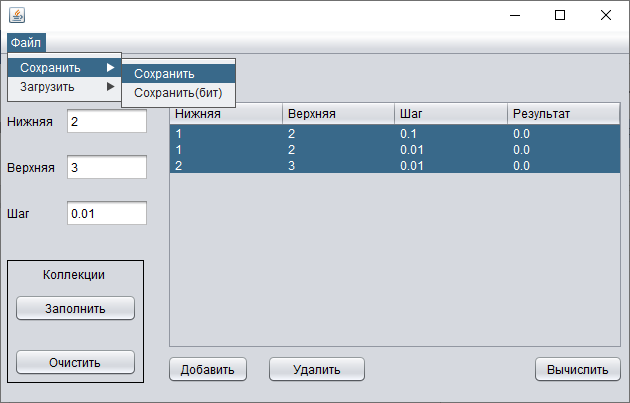 Файл
Сохранить
Загрузить
Сохранить
Сохранить(бит)
Нижняя 2
Верхняя 3
Шаг 0.01
Нижняя Верхняя Шаг Результат
1 2 0.1 0.0
1 2 0.01 0.0
2 3 0.01 0.0
Коллекции
Заполнить
Очистить
Добавить Удалить Вычислить